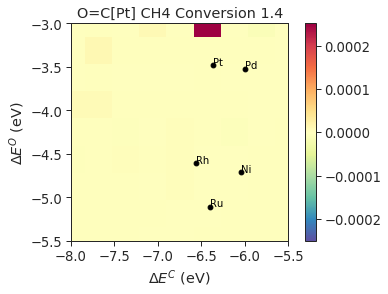 O=C[Pt] CH4 Conversion 1.4
−3.0
−3.5
−4.0
−4.5
−5.0
−5.5
ΔE^O (eV)
Pt
Pd
Rh
Ni
Ru
−8.0 −7.5 −7.0 −6.5 −6.0 −5.5
ΔE^C (eV)
0.0002
0.0001
0.0000
−0.0001
−0.0002